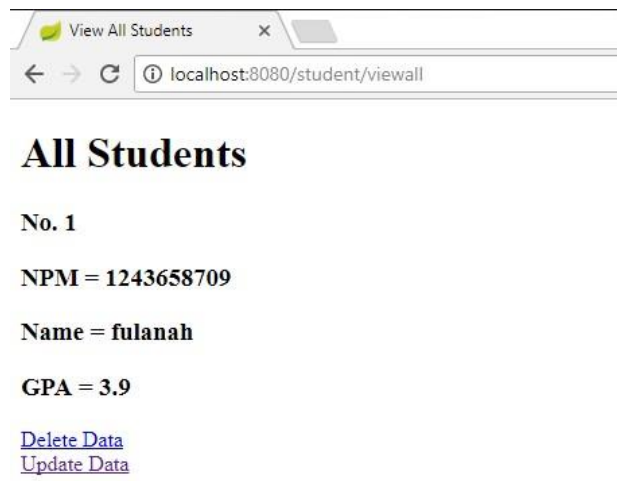 View All Students
localhost:8080/student/viewall
All Students
No. 1
NPM = 1243658709
Name = fulanah
GPA = 3.9
Delete Data
Update Data